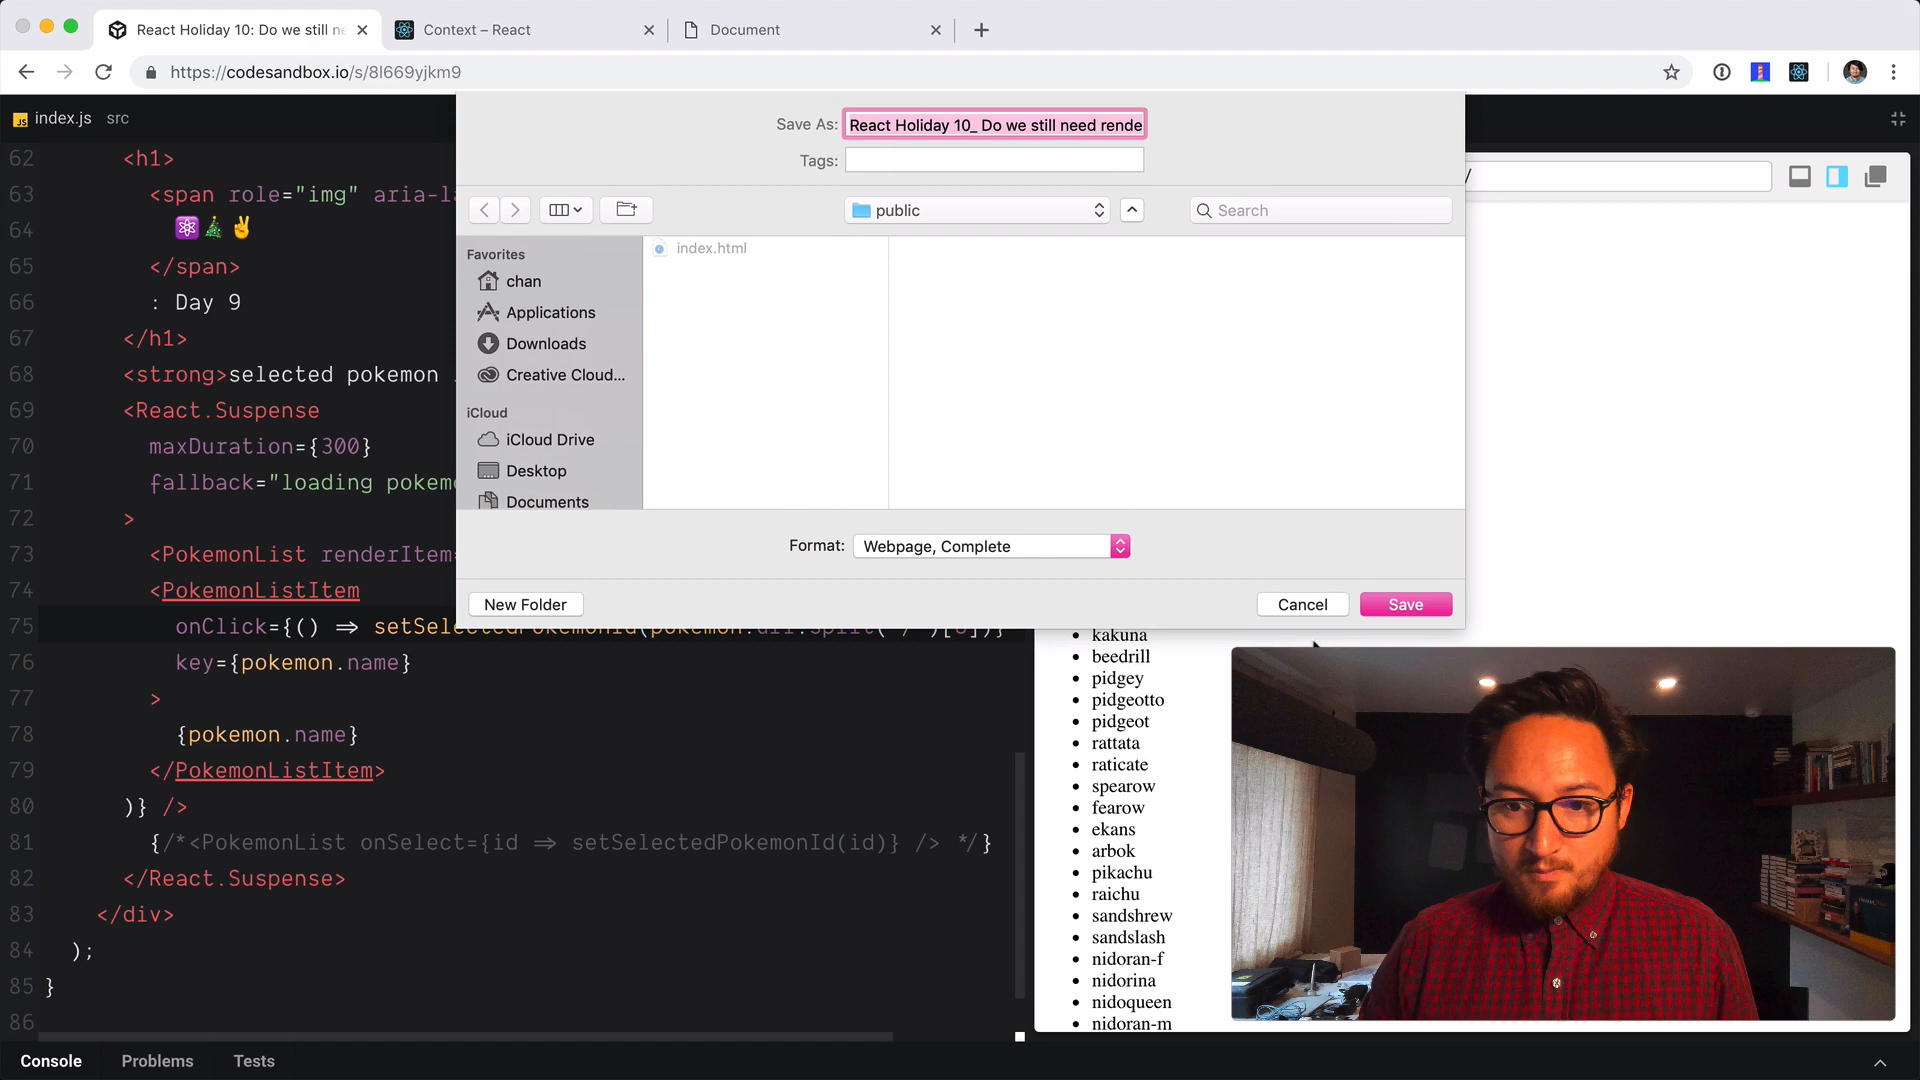 React Holiday 10: Do we still ne
Context – React
Document
https://codesandbox.io/s/8l669yjkm9
index.js src
Save As: React Holiday 10_ Do we still need rende
Tags:
public
Search
index.html
Favorites
chan
Applications
Downloads
Creative Cloud...
iCloud
iCloud Drive
Desktop
Documents
Format: Webpage, Complete
New Folder
Cancel
Save
/
62 <h1>
63 <span role="img" aria-la
64 ⚛️🎄✌️
65 </span>
66 : Day 9
67 </h1>
68 <strong>selected pokemon
69 <React.Suspense
70 maxDuration={300}
71 fallback="loading pokemo
72 >
73 <PokemonList renderItem=
74 <PokemonListItem
75 onClick={() => setSelectedPokemonId(pokemon.url.split("/")[6])}
76 key={pokemon.name}
77 >
78 {pokemon.name}
79 </PokemonListItem>
80 )} />
81 {/*<PokemonList onSelect={id => setSelectedPokemonId(id)} /> */}
82 </React.Suspense>
83 </div>
84 );
85 }
86
• kakuna
• beedrill
• pidgey
• pidgeotto
• pidgeot
• rattata
• raticate
• spearow
• fearow
• ekans
• arbok
• pikachu
• raichu
• sandshrew
• sandslash
• nidoran-f
• nidorina
• nidoqueen
• nidoran-m
Console Problems Tests